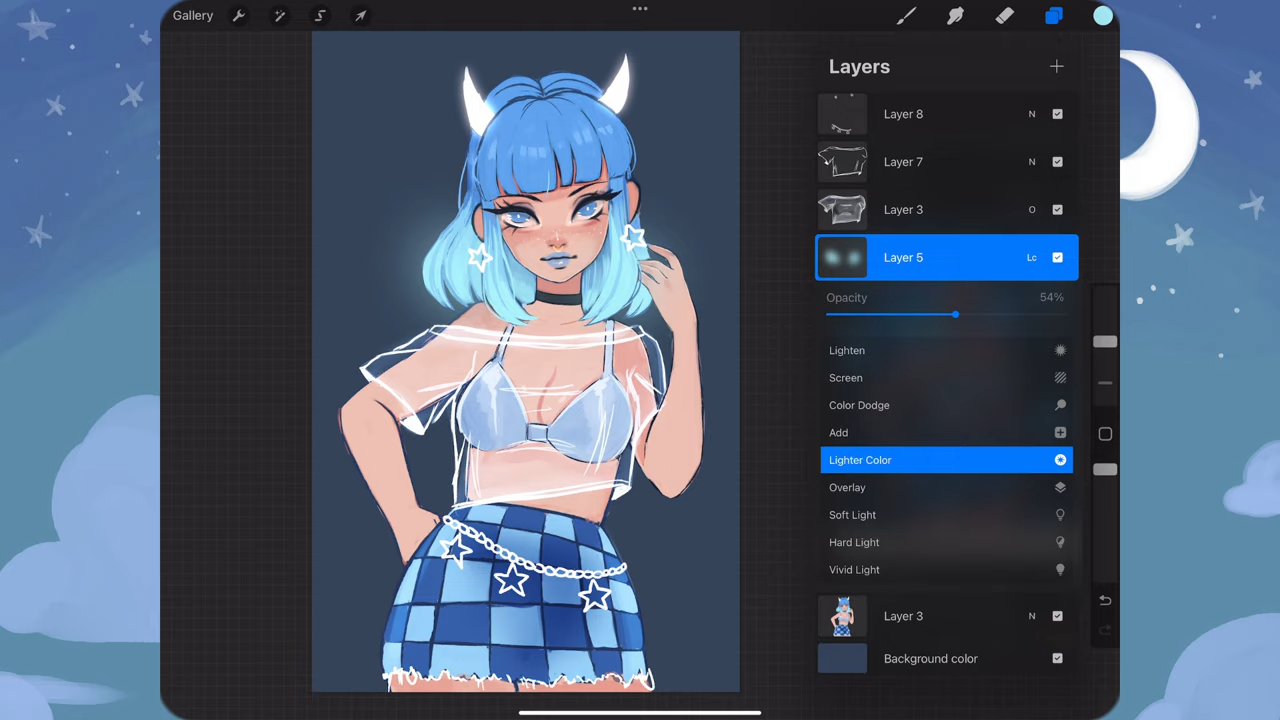 Gallery
Layers
Layer 8 N
Layer 7 N
Layer 3 O
Layer 5 Lc
Opacity 54%
Lighten
Screen
Color Dodge
Add
Lighter Color
Overlay
Soft Light
Hard Light
Vivid Light
Layer 3 N
Background color